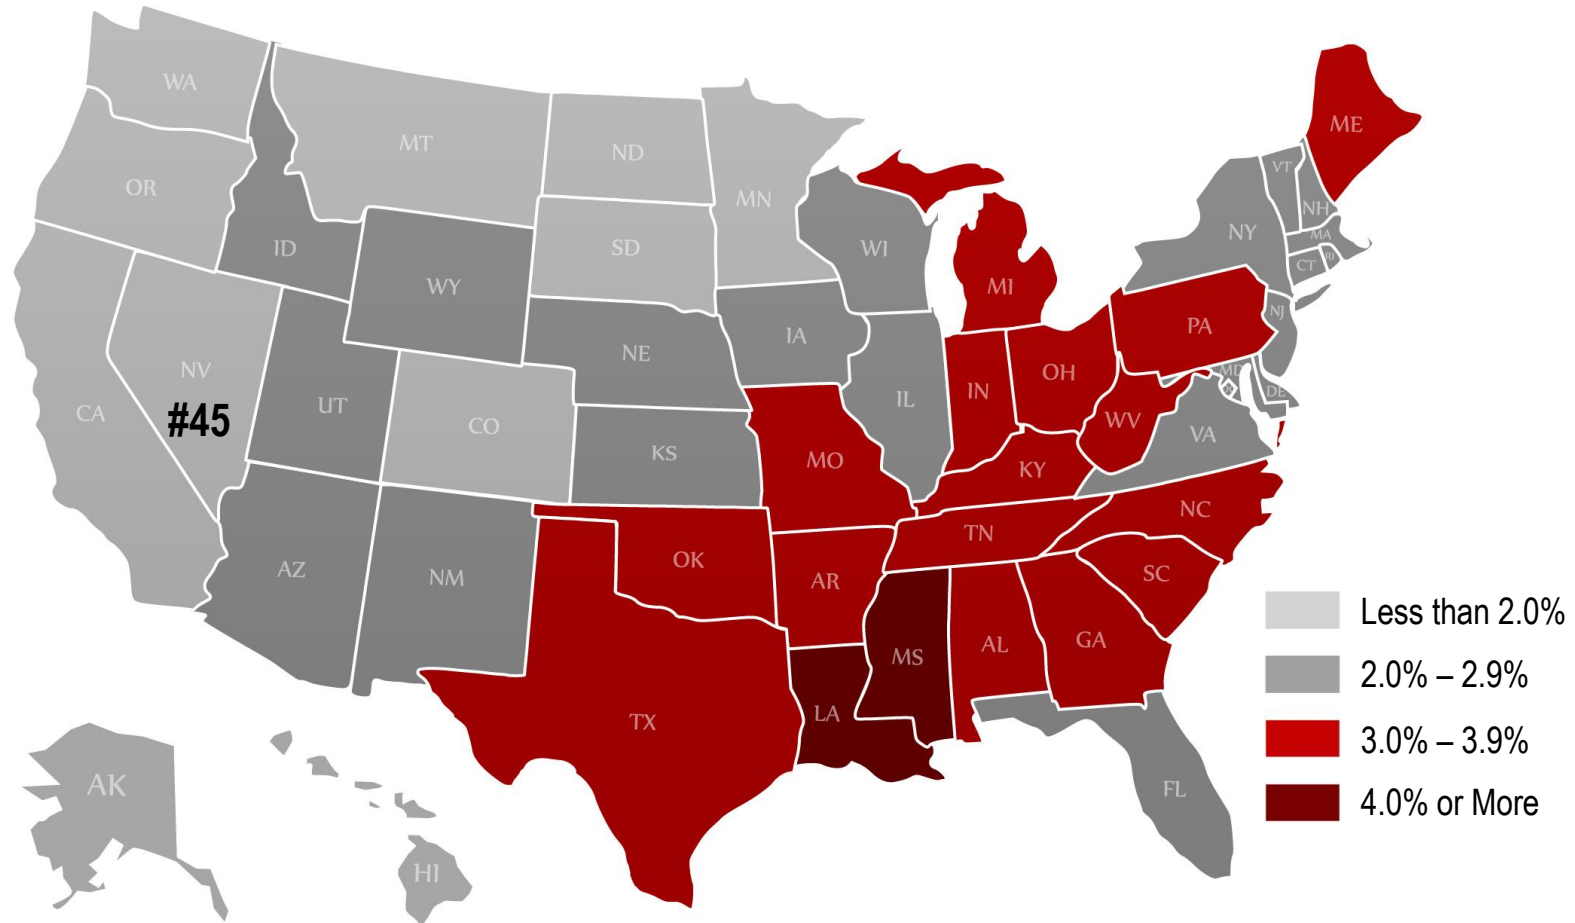 WA
MT
ND
MN
OR
ID
SD
WI
WY
MI
ME
VT
NH
NY
MA
CT
RI
PA
NJ
NV
#45
CA
UT
CO
NE
IA
IL
IN
OH
MD
DE
WV
VA
KS
MO
KY
AZ
NM
OK
AR
TN
NC
SC
MS
AL
GA
TX
LA
FL
AK
HI
Less than 2.0%
2.0% – 2.9%
3.0% – 3.9%
4.0% or More